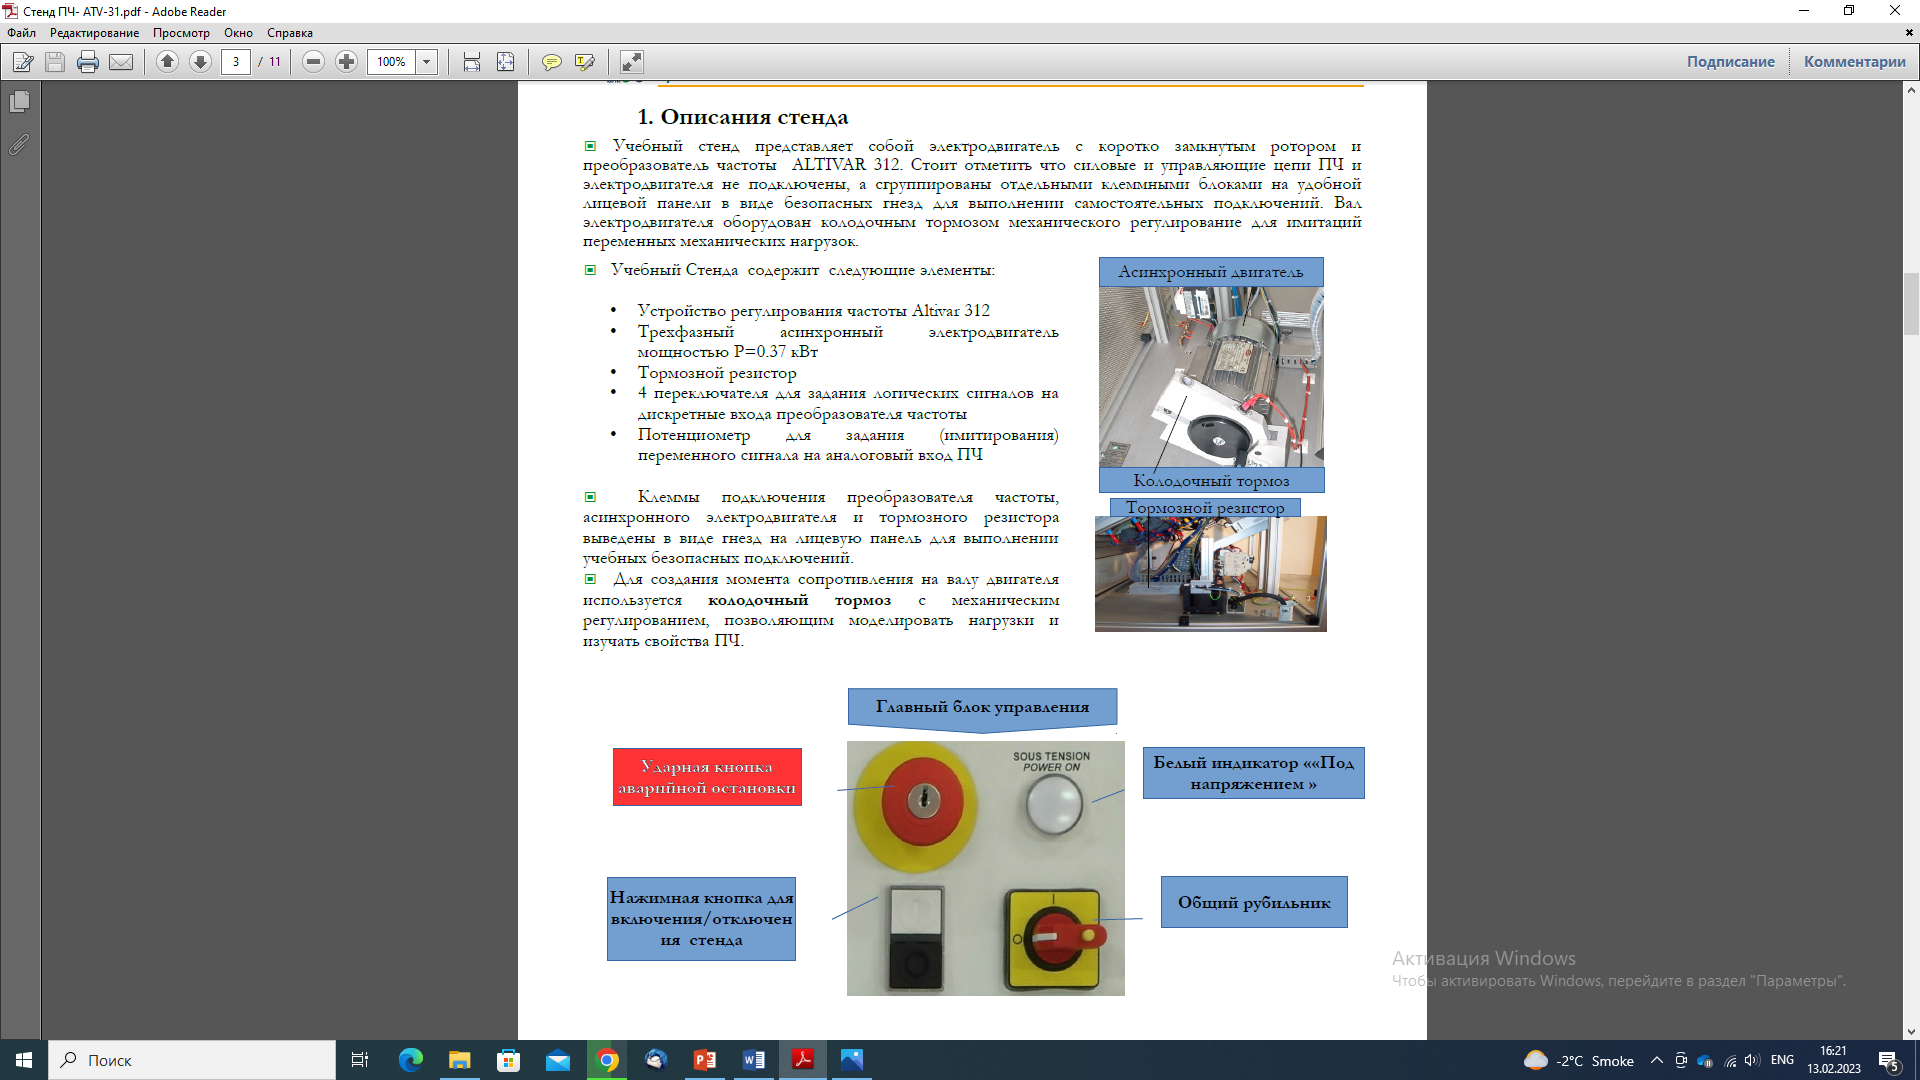 Стенд ПЧ- ATV-31.pdf - Adobe Reader
Файл Редактирование Просмотр Окно Справка
3 / 11 100% Подписание Комментарии
1. Описания стенда
Учебный стенд представляет собой электродвигатель с коротко замкнутым ротором и
преобразователь частоты ALTIVAR 312. Стоит отметить что силовые и управляющие цепи ПЧ и
электродвигателя не подключены, а сгруппированы отдельными клеммными блоками на удобной
лицевой панели в виде безопасных гнезд для выполнении самостоятельных подключений. Вал
электродвигателя оборудован колодочным тормозом механического регулирование для имитаций
переменных механических нагрузок.
Учебный Стенда содержит следующие элементы:
• Устройство регулирования частоты Altivar 312
• Трехфазный асинхронный электродвигатель
мощностью P=0.37 кВт
• Тормозной резистор
• 4 переключателя для задания логических сигналов на
дискретные входа преобразователя частоты
• Потенциометр для задания (имитирования)
переменного сигнала на аналоговый вход ПЧ
Клеммы подключения преобразователя частоты,
асинхронного электродвигателя и тормозного резистора
выведены в виде гнезд на лицевую панель для выполнении
учебных безопасных подключений.
Для создания момента сопротивления на валу двигателя
используется колодочный тормоз с механическим
регулированием, позволяющим моделировать нагрузки и
изучать свойства ПЧ.
Асинхронный двигатель
Колодочный тормоз
Тормозной резистор
Главный блок управления
Ударная кнопка
аварийной остановки
SOUS TENSION
POWER ON
Белый индикатор ««Под
напряжением »
Нажимная кнопка для
включения/отключен
ия стенда
Общий рубильник
Активация Windows
Чтобы активировать Windows, перейдите в раздел "Параметры".
Поиск
-2°C Smoke
ENG
16:21
13.02.2023
5